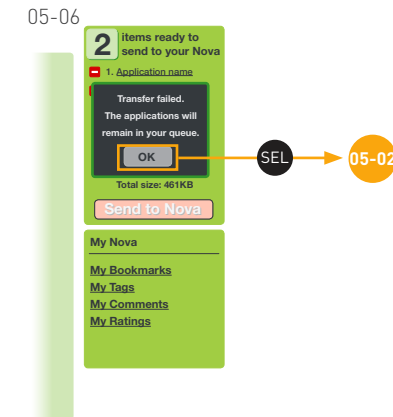 05-06
2 items ready to
send to your Nova
1. Application name
Transfer failed.
The applications will
remain in your queue.
OK
SEL
05-02
Total size: 461KB
Send to Nova
My Nova
My Bookmarks
My Tags
My Comments
My Ratings